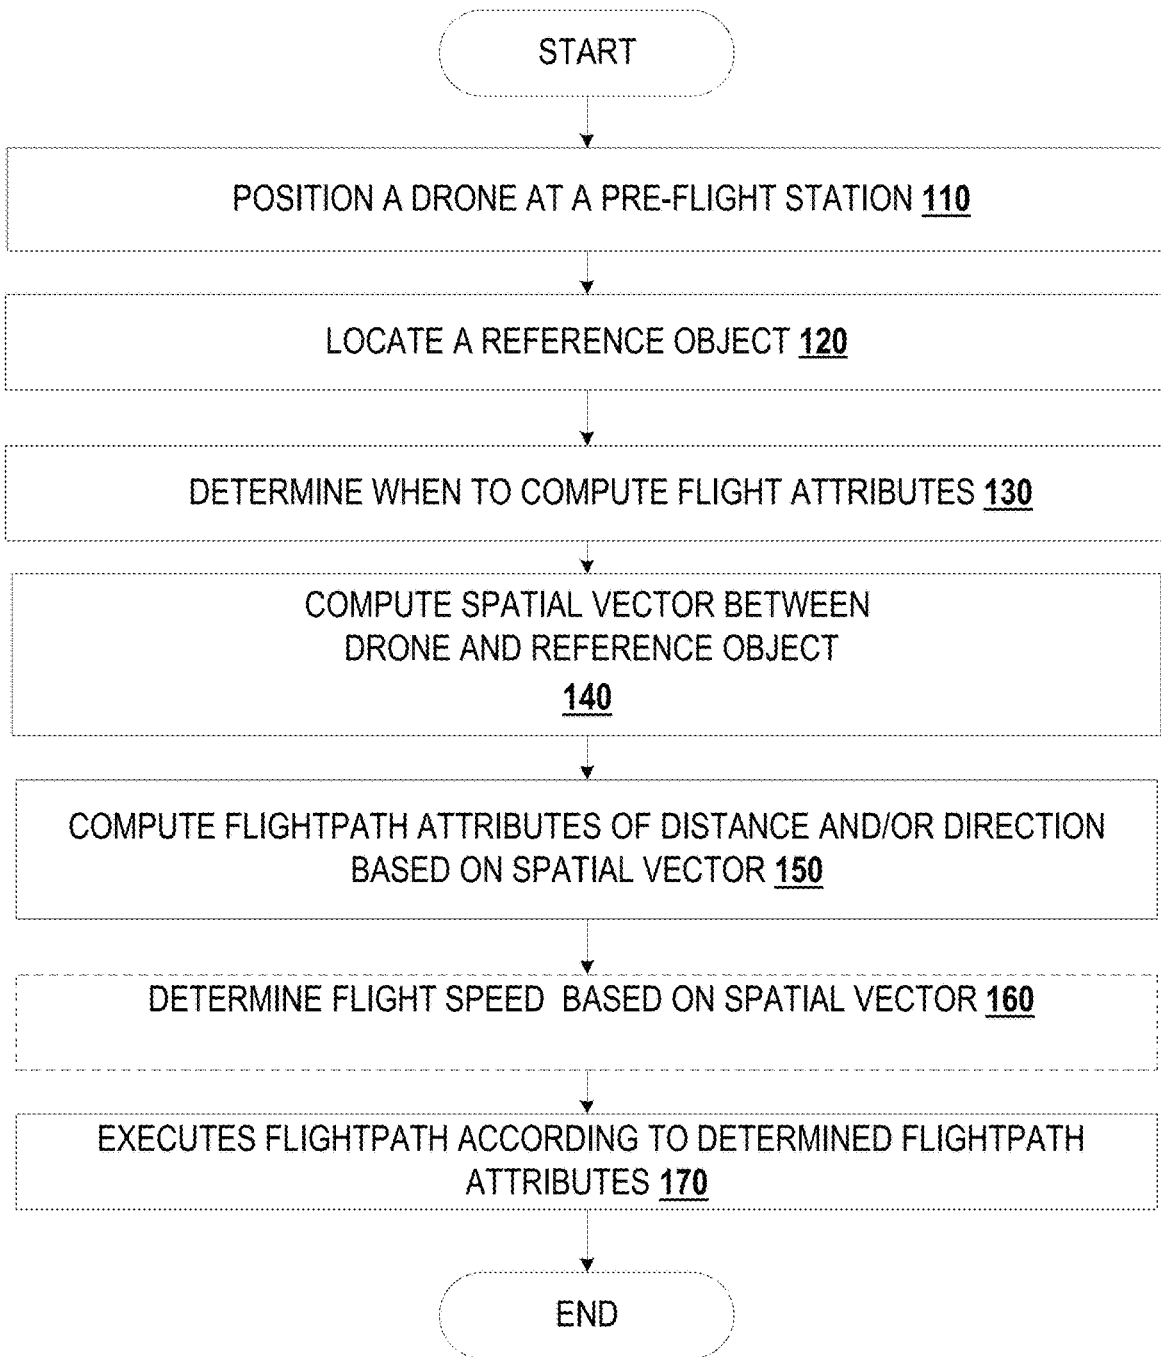 START
POSITION A DRONE AT A PRE-FLIGHT STATION 110
LOCATE A REFERENCE OBJECT 120
DETERMINE WHEN TO COMPUTE FLIGHT ATTRIBUTES 130
COMPUTE SPATIAL VECTOR BETWEEN
DRONE AND REFERENCE OBJECT
140
COMPUTE FLIGHTPATH ATTRIBUTES OF DISTANCE AND/OR DIRECTION
BASED ON SPATIAL VECTOR 150
DETERMINE FLIGHT SPEED BASED ON SPATIAL VECTOR 160
EXECUTES FLIGHTPATH ACCORDING TO DETERMINED FLIGHTPATH
ATTRIBUTES 170
END